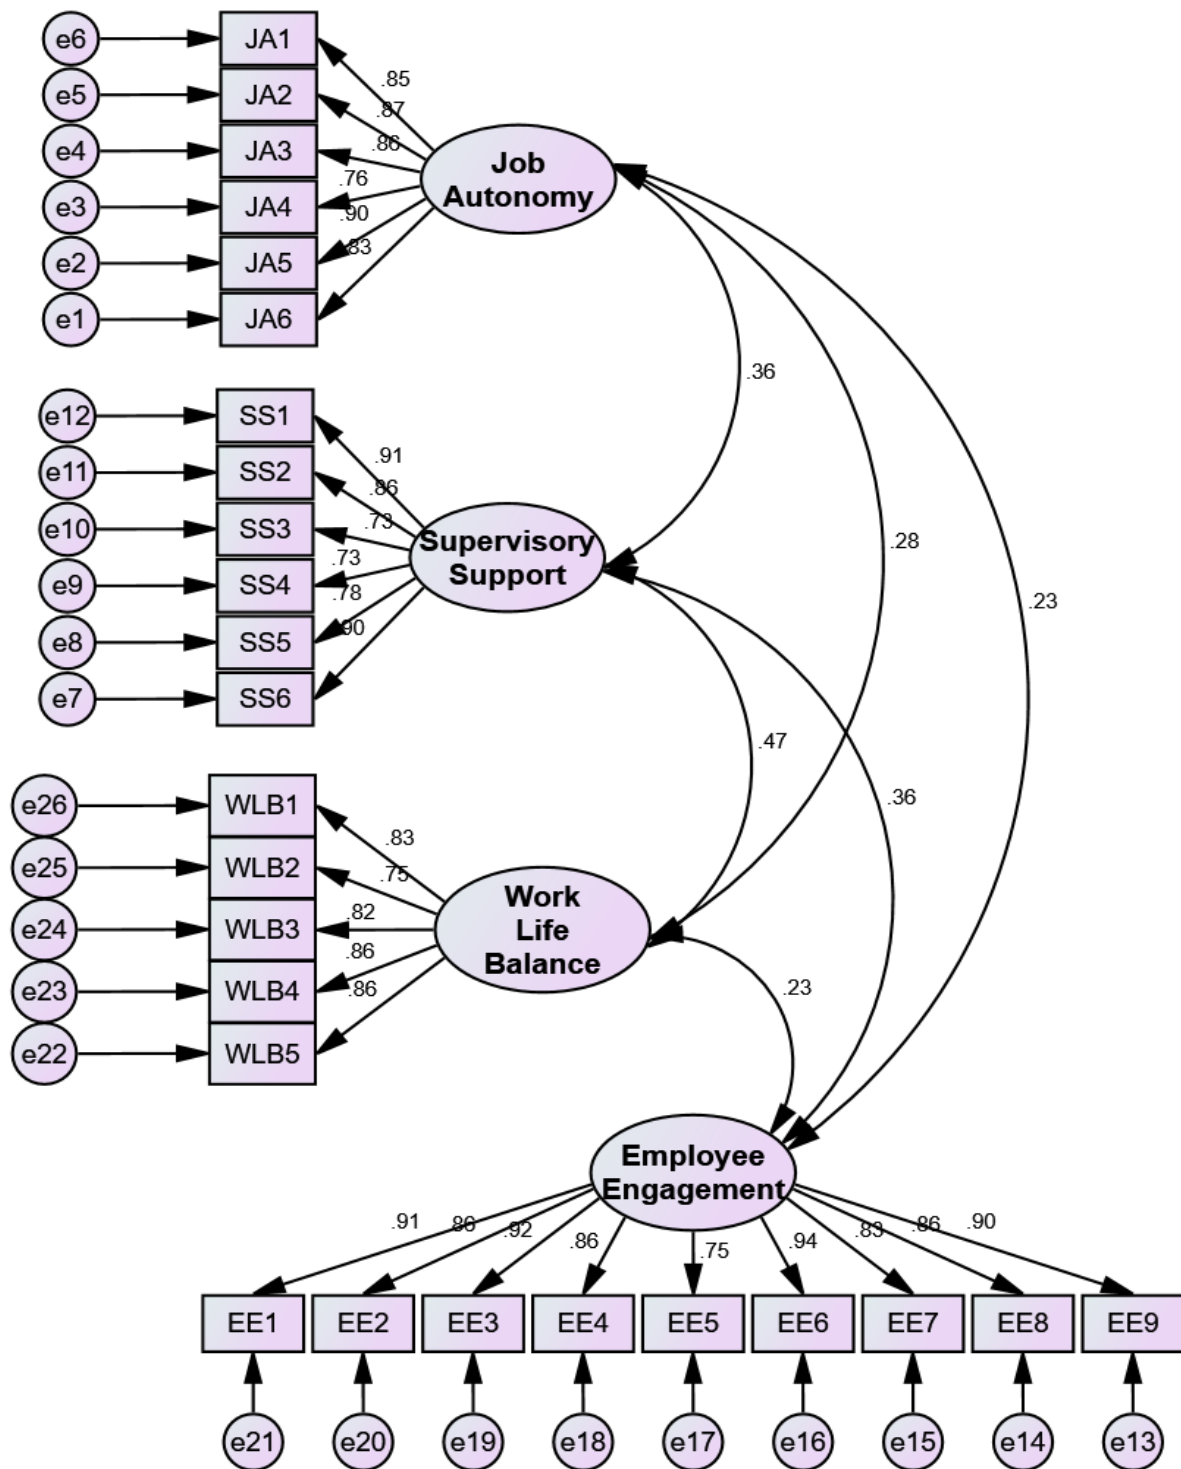 e6 JA1
.85
e5 JA2
.87
e4 JA3
.86
Job
Autonomy
.76
e3 JA4
.90
e2 JA5
.83
e1 JA6
.36
e12 SS1
.91
e11 SS2
.86
e10 SS3
.73
Supervisory
Support
.73
e9 SS4
.78
e8 SS5
.90
e7 SS6
.28
.23
.47
.36
e26 WLB1
.83
e25 WLB2
.75
e24 WLB3
.82
Work
Life
Balance
.86
e23 WLB4
.86
e22 WLB5
.23
Employee
Engagement
.91 .86 .92 .86 .75 .94 .83 .86 .90
EE1 EE2 EE3 EE4 EE5 EE6 EE7 EE8 EE9
e21 e20 e19 e18 e17 e16 e15 e14 e13